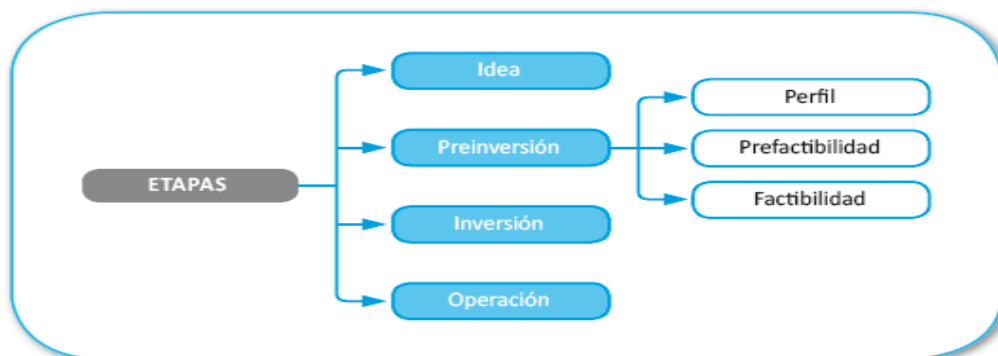 ETAPAS
Idea
Preinversión
Inversión
Operación
Perfil
Prefactibilidad
Factibilidad